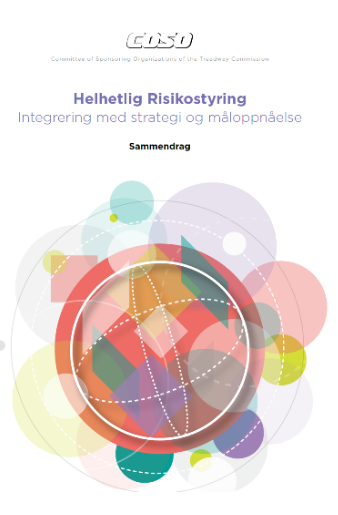 COSO
Committee of Sponsoring Organizations of the Treadway Commission
Helhetlig Risikostyring
Integrering med strategi og måloppnåelse
Sammendrag